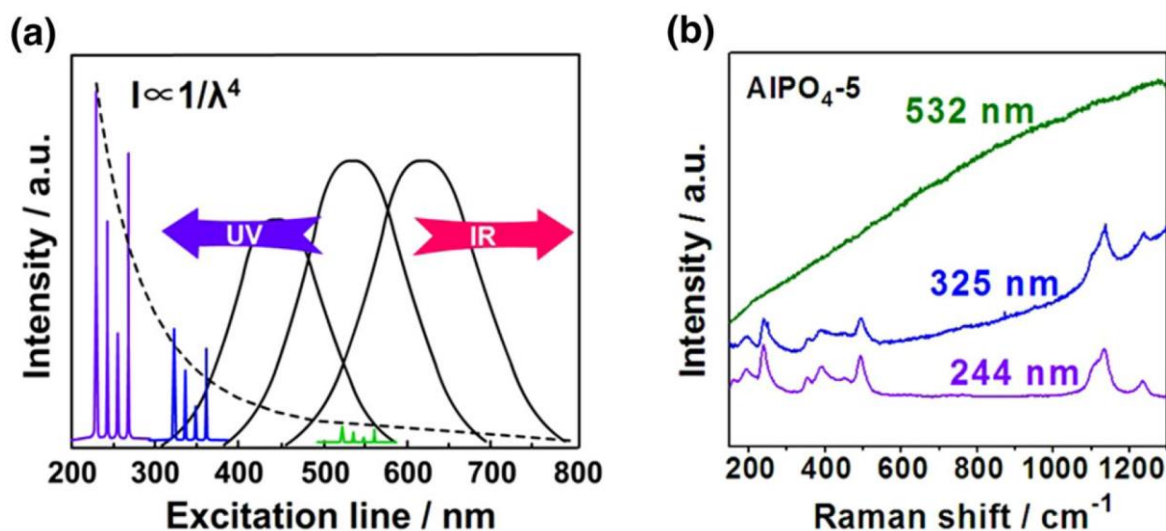 (a)
I∝1/λ⁴
Intensity / a.u.
UV
IR
200 300 400 500 600 700 800
Excitation line / nm
(b)
AlPO₄-5
532 nm
325 nm
244 nm
Intensity / a.u.
200 400 600 800 1000 1200
Raman shift / cm⁻¹